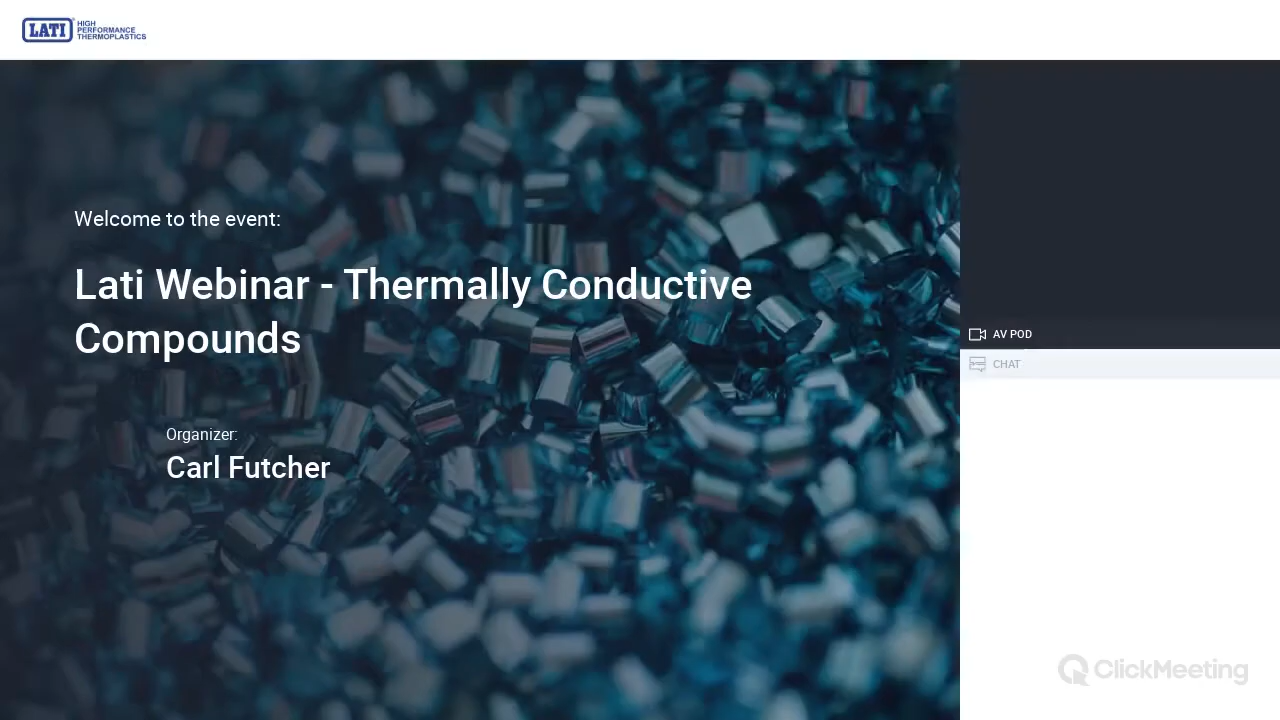 LATI
HIGH
PERFORMANCE
THERMOPLASTICS
Welcome to the event:
Lati Webinar - Thermally Conductive
Compounds
Organizer:
Carl Futcher
AV POD
CHAT
ClickMeeting